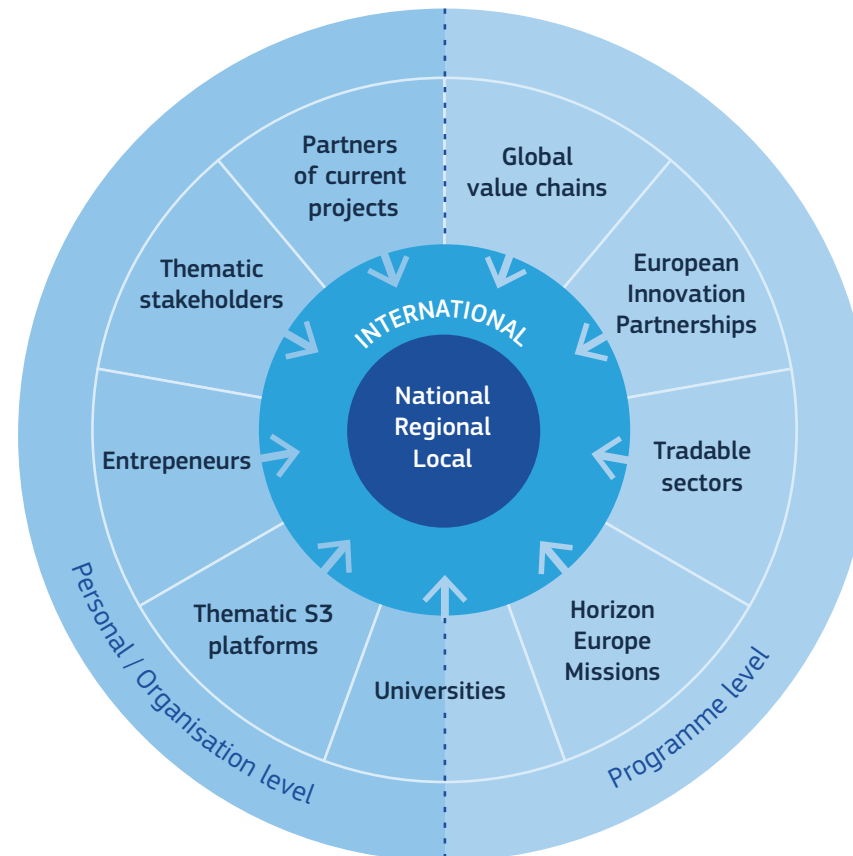 Partners
of current
projects
Global
value chains
European
Innovation
Partnerships
Tradable
sectors
Horizon
Europe
Missions
Universities
Thematic S3
platforms
Entrepeneurs
Thematic
stakeholders
INTERNATIONAL
National
Regional
Local
Personal / Organisation level
Programme level